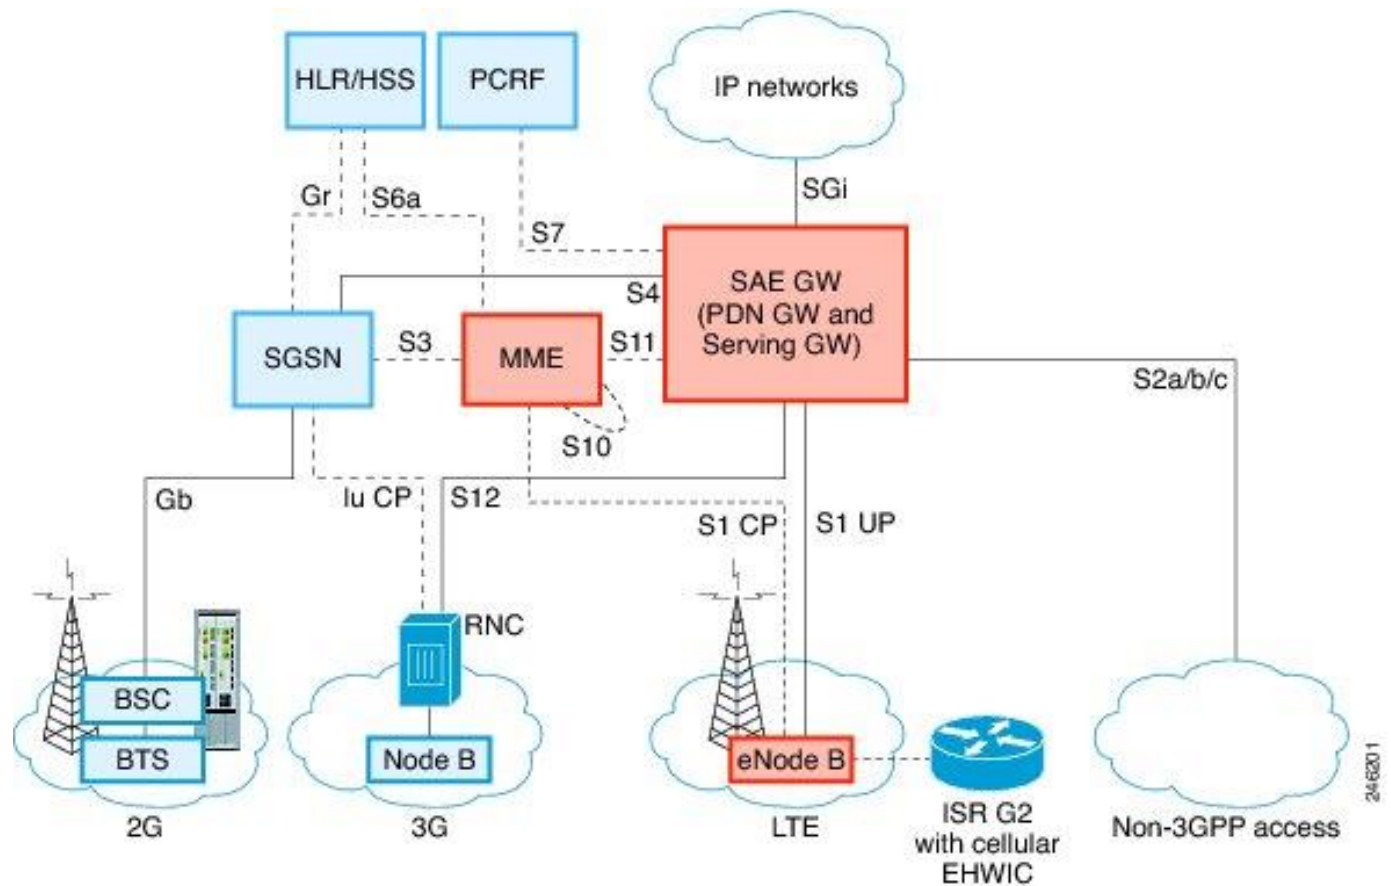 HLR/HSS
PCRF
IP networks
Gr
S6a
SGi
S7
SAE GW
(PDN GW and
Serving GW)
S4
SGSN
S3
MME
S11
S2a/b/c
S10
Gb
Iu CP
S12
S1 CP
S1 UP
RNC
BSC
BTS
Node B
eNode B
2G
3G
LTE
ISR G2
with cellular
EHWIC
Non-3GPP access
246201